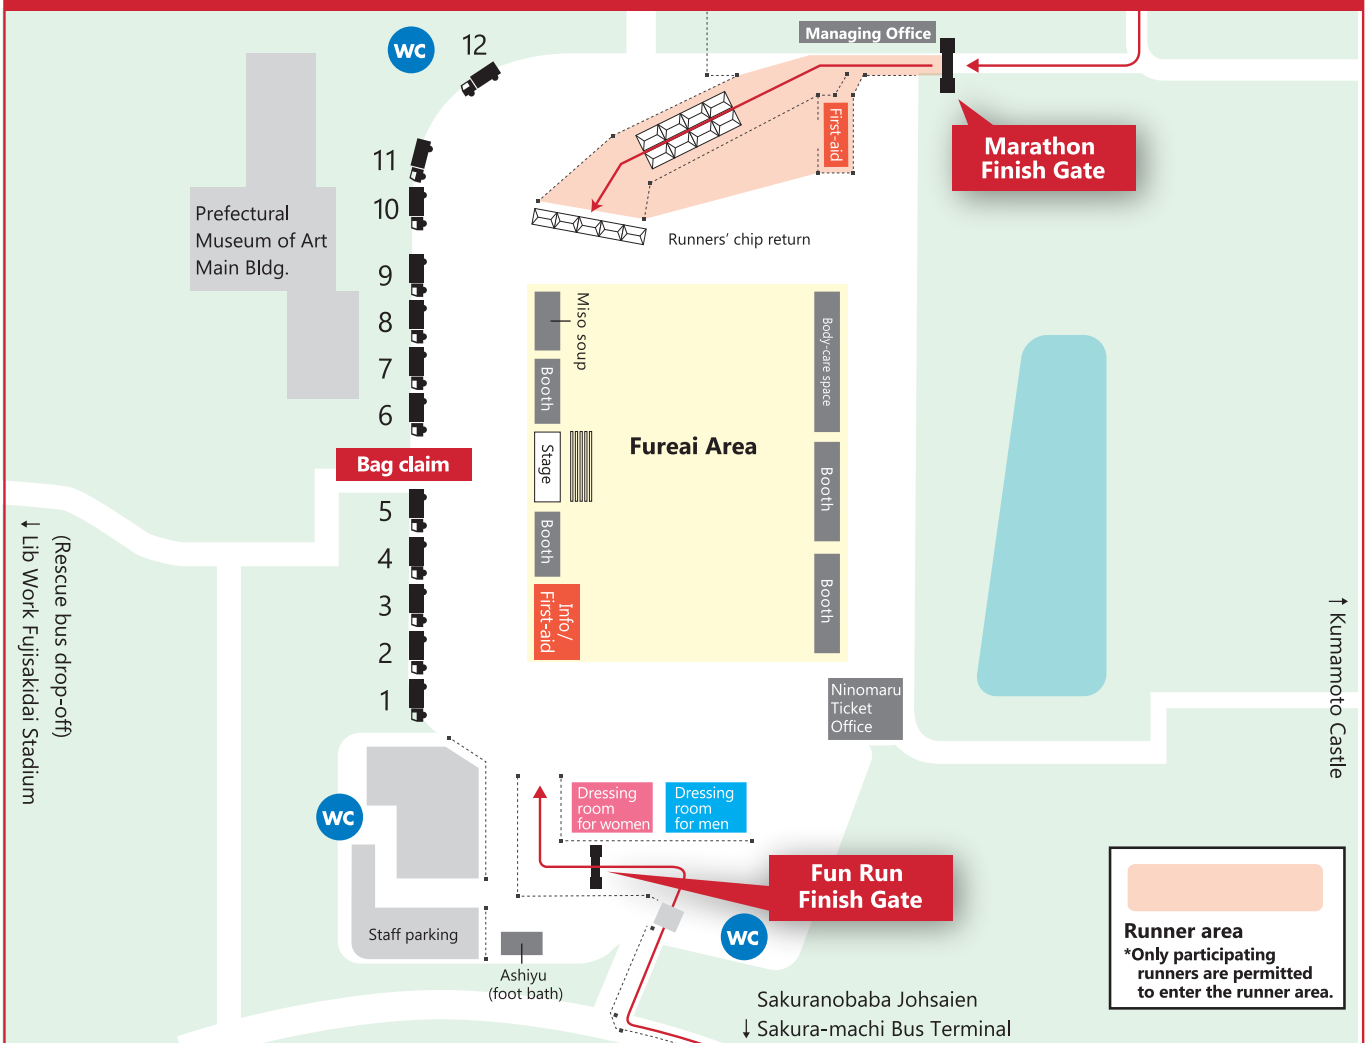 WC
12
Managing Office
First-aid
Marathon
Finish Gate
11
10
Prefectural
Museum of Art
Main Bldg.
Runners' chip return
9
8
7
6
Miso soup
Booth
Stage
Booth
Info/
First-aid
Fureai Area
Body-care space
Booth
Booth
Bag claim
5
4
3
2
1
(Rescue bus drop-off)
↓ Lib Work Fujisakidai Stadium
↑ Kumamoto Castle
Ninomaru
Ticket
Office
WC
Dressing
room
for women
Dressing
room
for men
Fun Run
Finish Gate
Staff parking
WC
Ashiyu
(foot bath)
Sakuranobaba Johsaien
↓ Sakura-machi Bus Terminal
Runner area
*Only participating
runners are permitted
to enter the runner area.